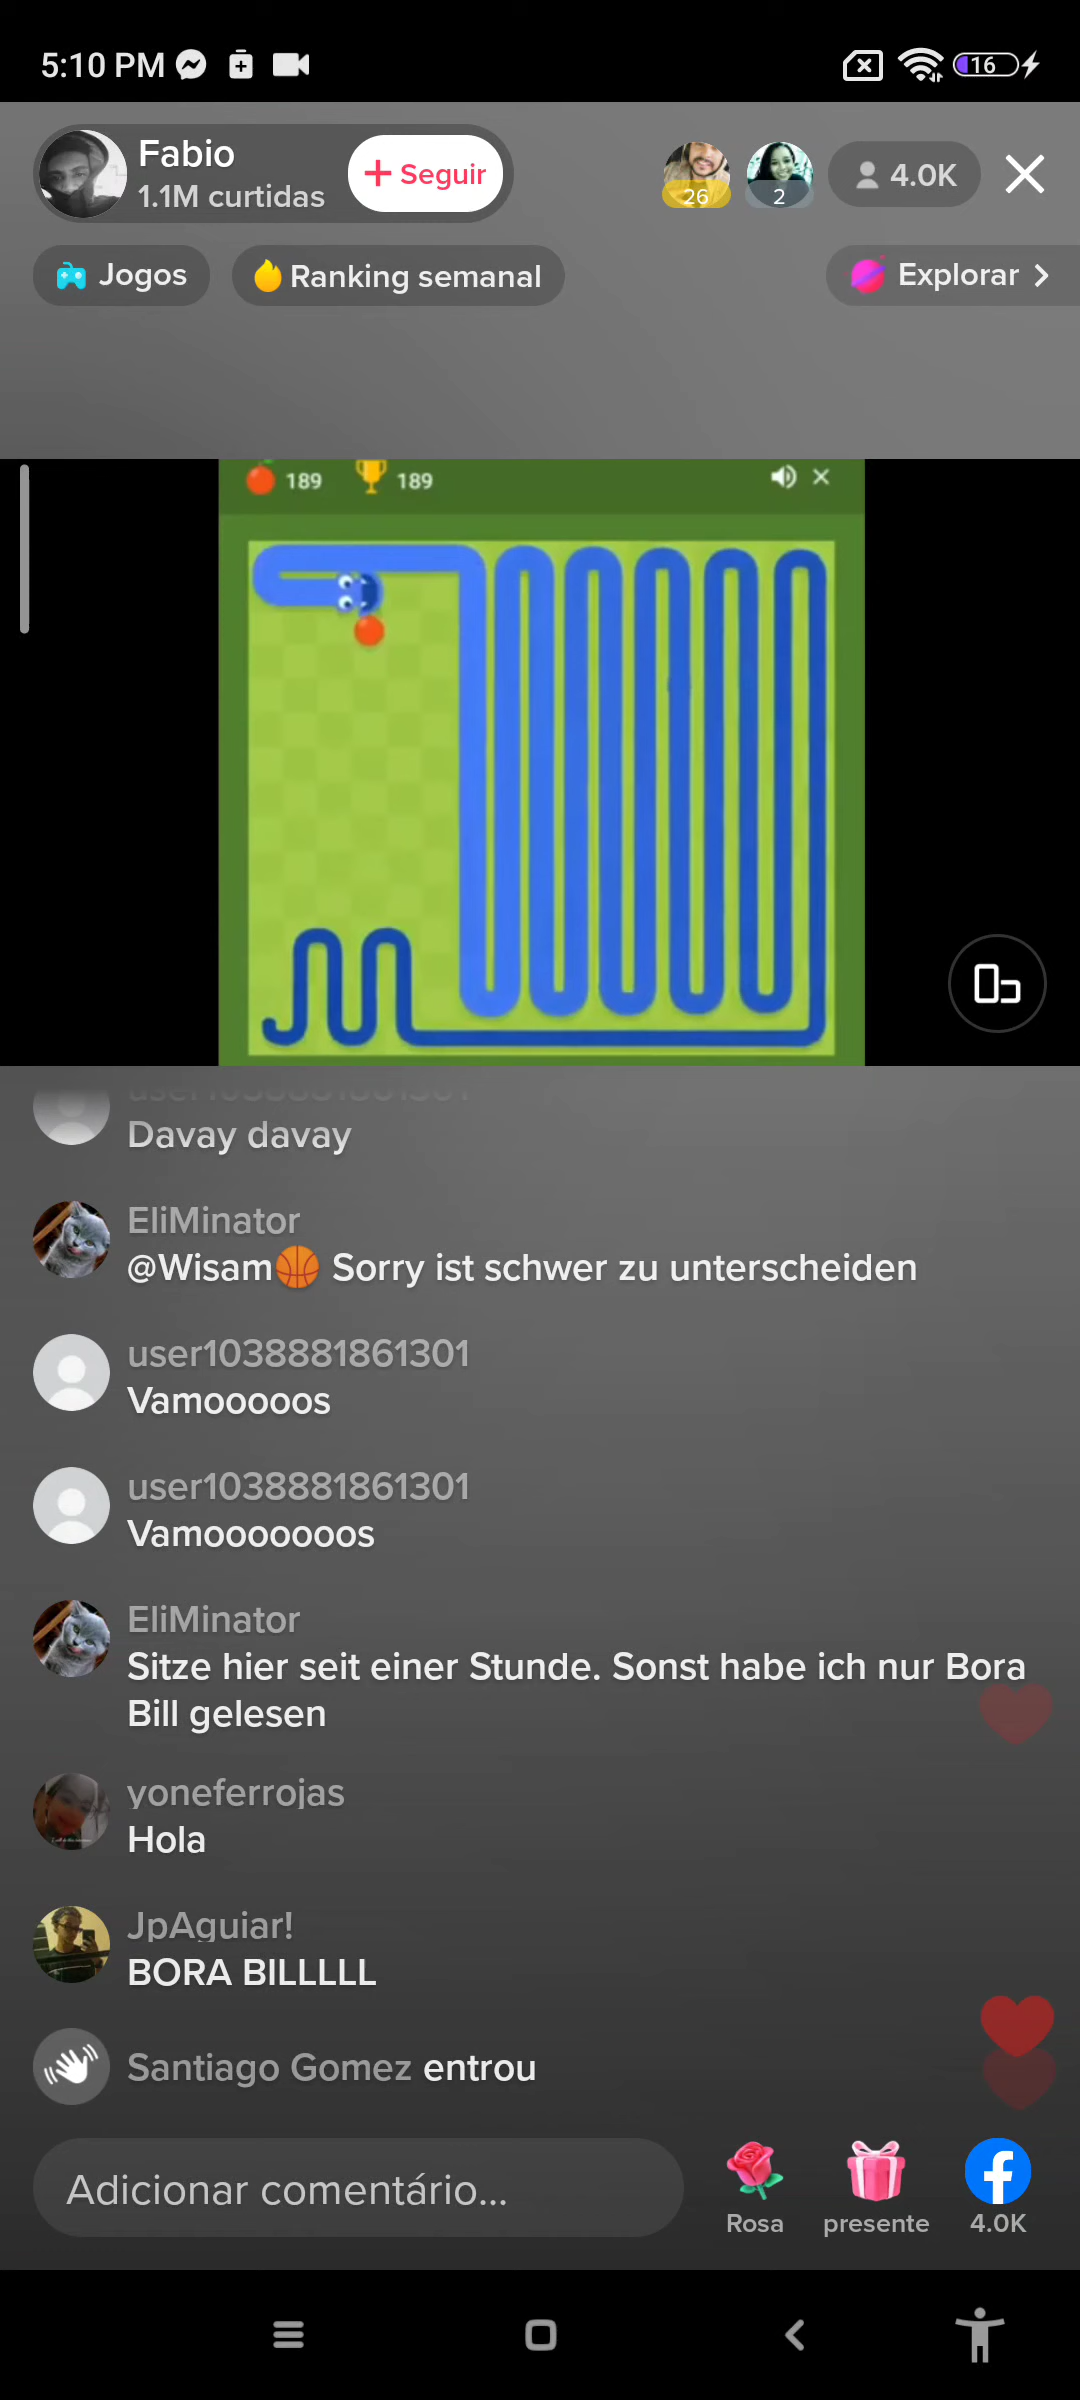 5:10 PM
16
Fabio
1.1M curtidas
Seguir
26
2
4.0K
Jogos
Ranking semanal
Explorar
189
189
user1038881861301
Davay davay
EliMinator
@Wisam🏀 Sorry ist schwer zu unterscheiden
user1038881861301
Vamooooos
user1038881861301
Vamooooooos
EliMinator
Sitze hier seit einer Stunde. Sonst habe ich nur Bora
Bill gelesen
yoneferrojas
Hola
JpAguiar!
BORA BILLLLL
Santiago Gomez entrou
Adicionar comentário...
Rosa
presente
4.0K